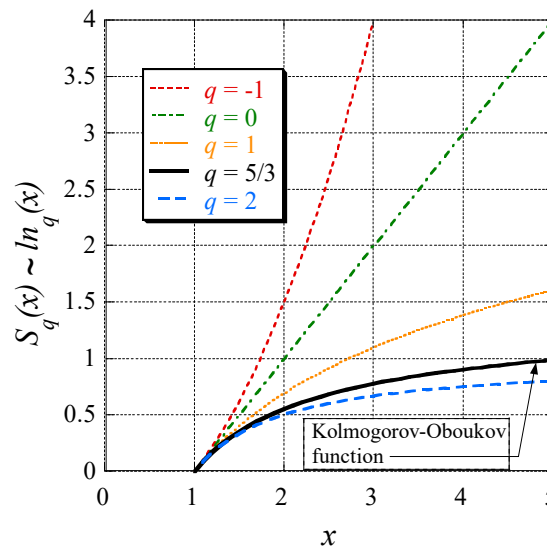 4
3.5
3
2.5
2
1.5
1
0.5
0
S_q(x) ~ ln_q(x)
q = -1
q = 0
q = 1
q = 5/3
q = 2
Kolmogorov-Oboukov
function
0
1
2
3
4
5
x